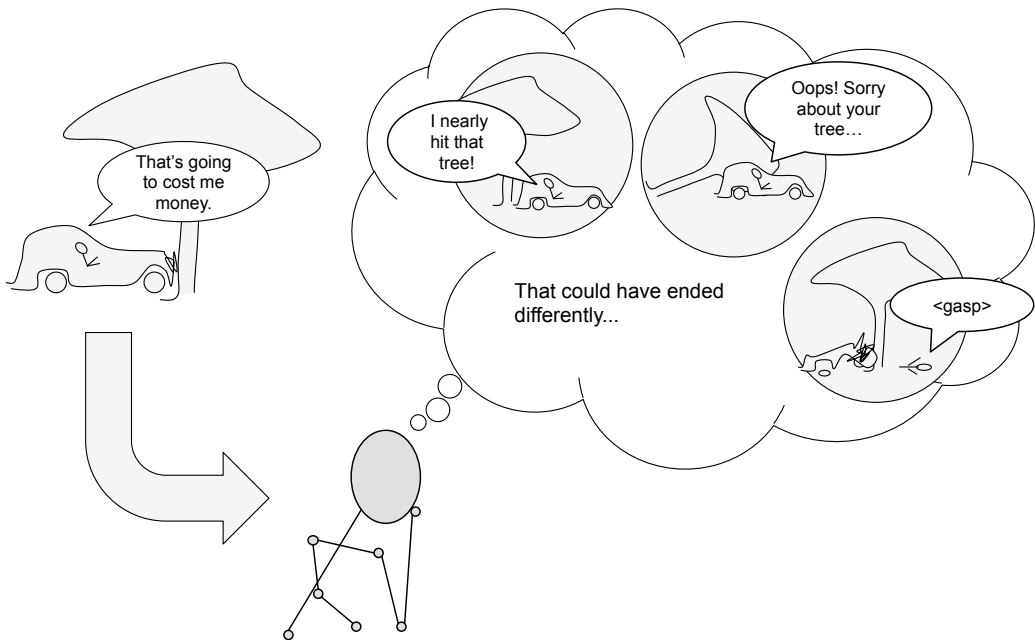 That's going
to cost me
money.
I nearly
hit that
tree!
Oops! Sorry
about your
tree…
<gasp>
That could have ended
differently...